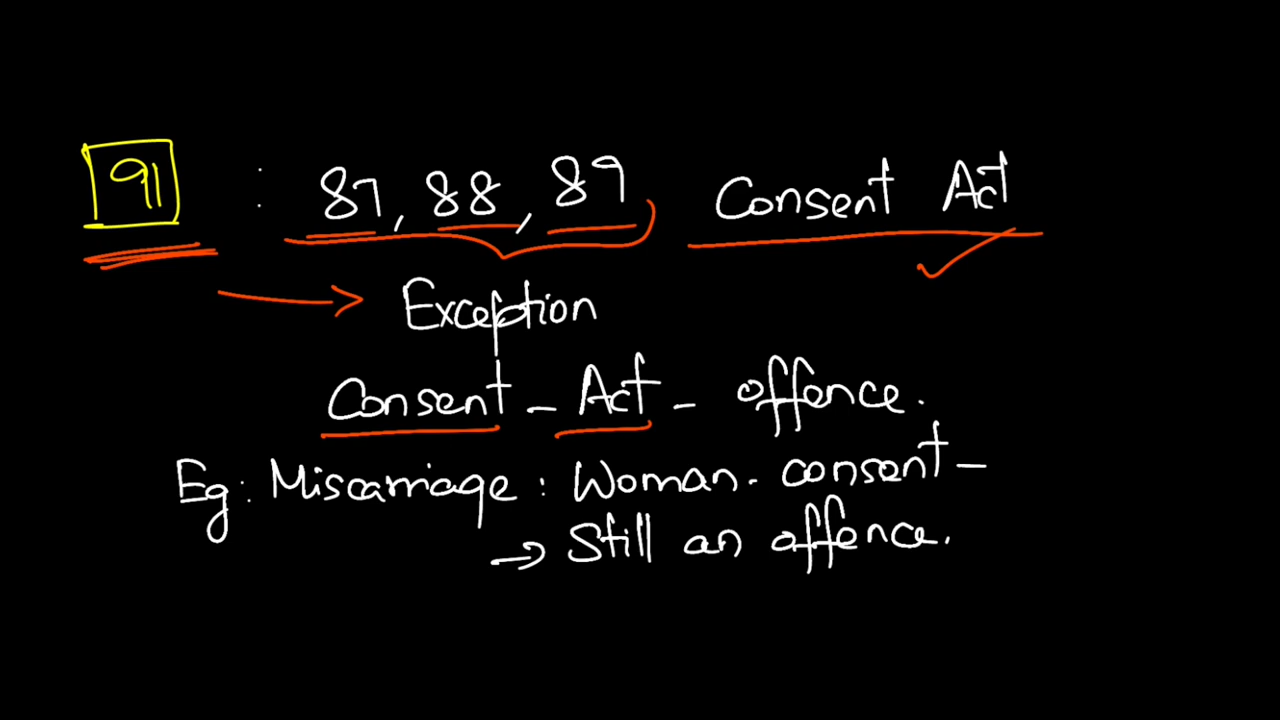 91 : 87, 88, 89 Consent Act
Exception
Consent - Act - offence.
Eg: Miscarriage: Woman. consent -
→ Still an offence.